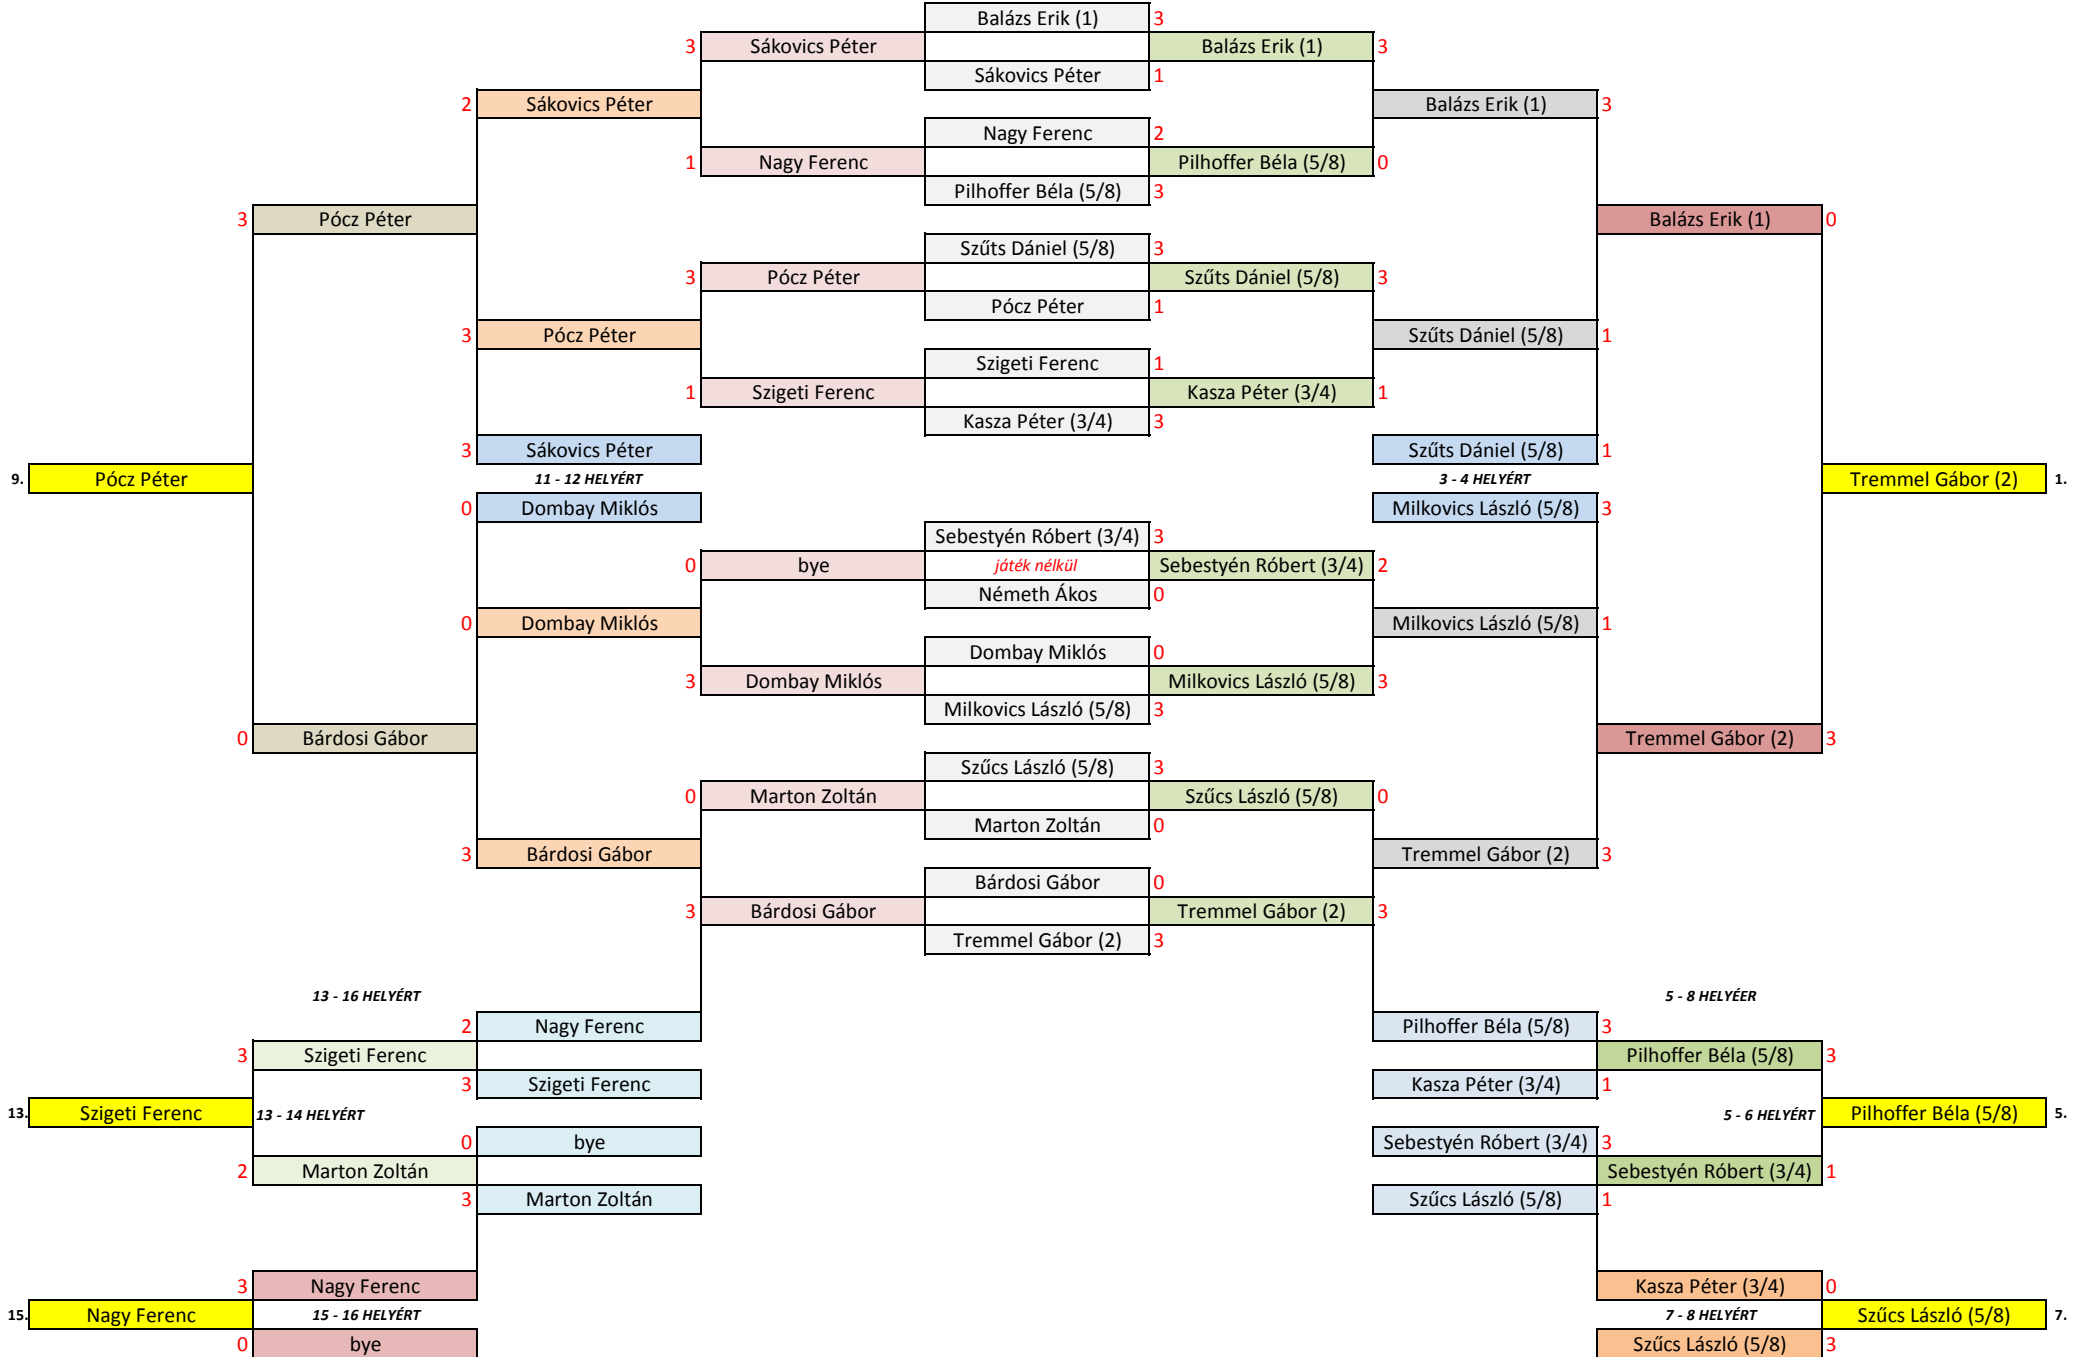 Balázs Erik (1) 3
3 Sákovics Péter Balázs Erik (1) 3
Sákovics Péter 1
2 Sákovics Péter Balázs Erik (1) 3
Nagy Ferenc 2
1 Nagy Ferenc Pilhoffer Béla (5/8) 0
Pilhoffer Béla (5/8) 3
3 Pócz Péter Balázs Erik (1) 0
Szűts Dániel (5/8) 3
3 Pócz Péter Szűts Dániel (5/8) 3
Pócz Péter 1
3 Pócz Péter Szűts Dániel (5/8) 1
Szigeti Ferenc 1
1 Szigeti Ferenc Kasza Péter (3/4) 1
Kasza Péter (3/4) 3
3 Sákovics Péter Szűts Dániel (5/8) 1
9. Pócz Péter 11 - 12 HELYÉRT 3 - 4 HELYÉRT Tremmel Gábor (2) 1.
0 Dombay Miklós Milkovics László (5/8) 3
Sebestyén Róbert (3/4) 3
0 bye játék nélkül Sebestyén Róbert (3/4) 2
Németh Ákos 0
0 Dombay Miklós Milkovics László (5/8) 1
Dombay Miklós 0
3 Dombay Miklós Milkovics László (5/8) 3
Milkovics László (5/8) 3
0 Bárdosi Gábor Tremmel Gábor (2) 3
Szűcs László (5/8) 3
0 Marton Zoltán Szűcs László (5/8) 0
Marton Zoltán 0
3 Bárdosi Gábor Tremmel Gábor (2) 3
Bárdosi Gábor 0
3 Bárdosi Gábor Tremmel Gábor (2) 3
Tremmel Gábor (2) 3
13 - 16 HELYÉRT 5 - 8 HELYÉER
2 Nagy Ferenc Pilhoffer Béla (5/8) 3
3 Szigeti Ferenc Pilhoffer Béla (5/8) 3
3 Szigeti Ferenc Kasza Péter (3/4) 1
13. Szigeti Ferenc 13 - 14 HELYÉRT 5 - 6 HELYÉRT Pilhoffer Béla (5/8) 5.
0 bye Sebestyén Róbert (3/4) 3
2 Marton Zoltán Sebestyén Róbert (3/4) 1
3 Marton Zoltán Szűcs László (5/8) 1
3 Nagy Ferenc Kasza Péter (3/4) 0
15. Nagy Ferenc 15 - 16 HELYÉRT 7 - 8 HELYÉRT Szűcs László (5/8) 7.
0 bye Szűcs László (5/8) 3